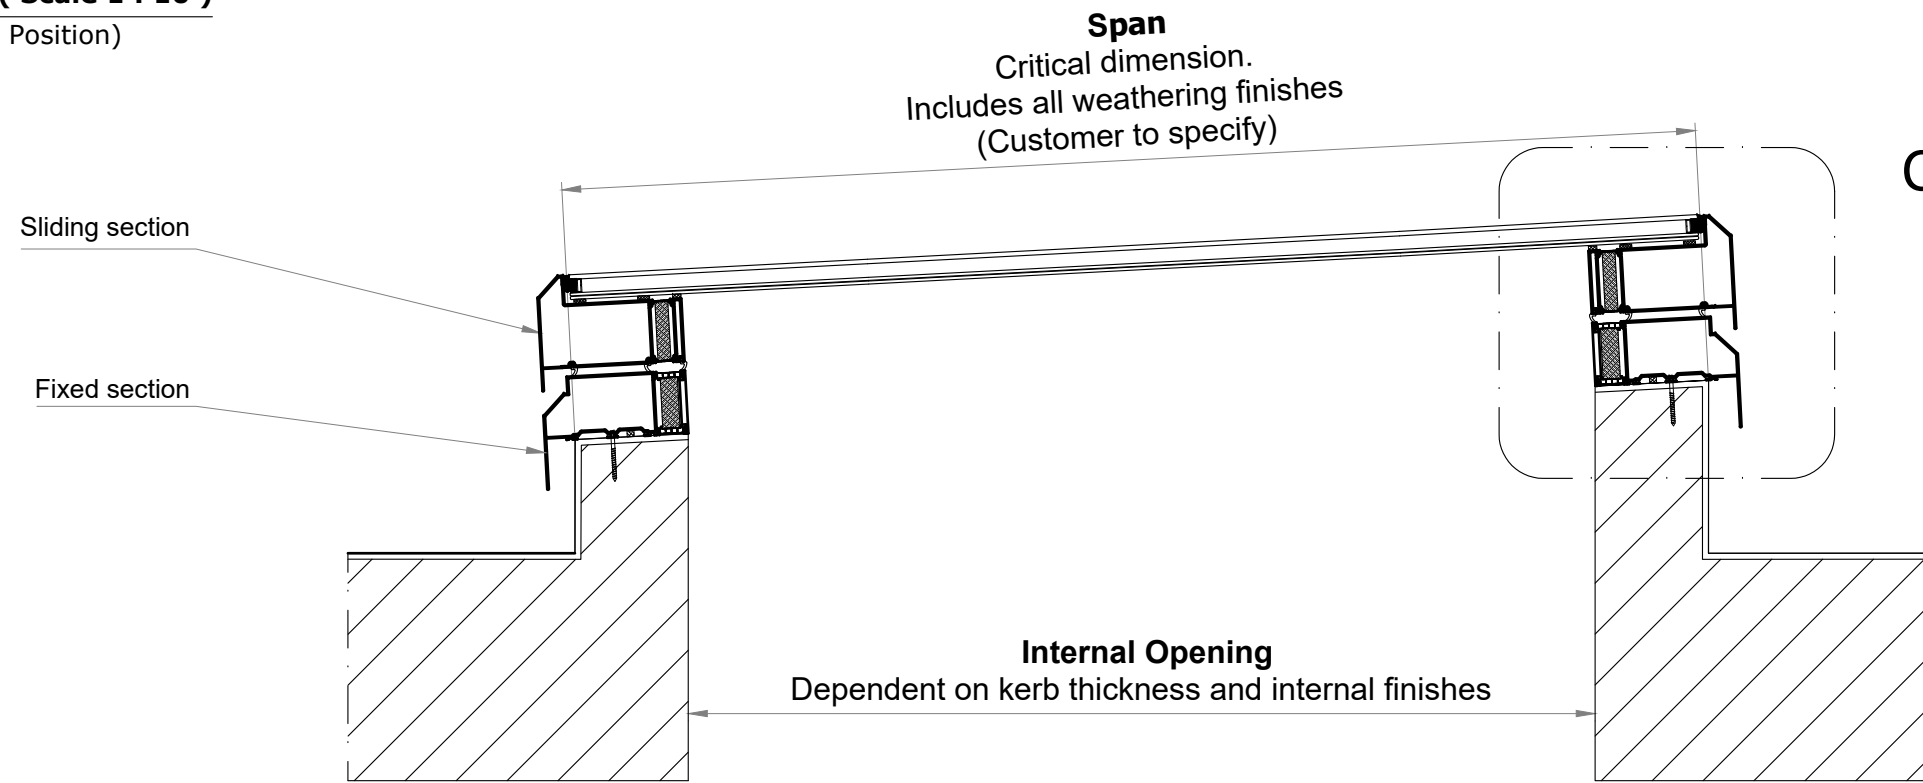 Position)
Span
Critical dimension.
Includes all weathering finishes
(Customer to specify)
C
Sliding section
Fixed section
Internal Opening
Dependent on kerb thickness and internal finishes